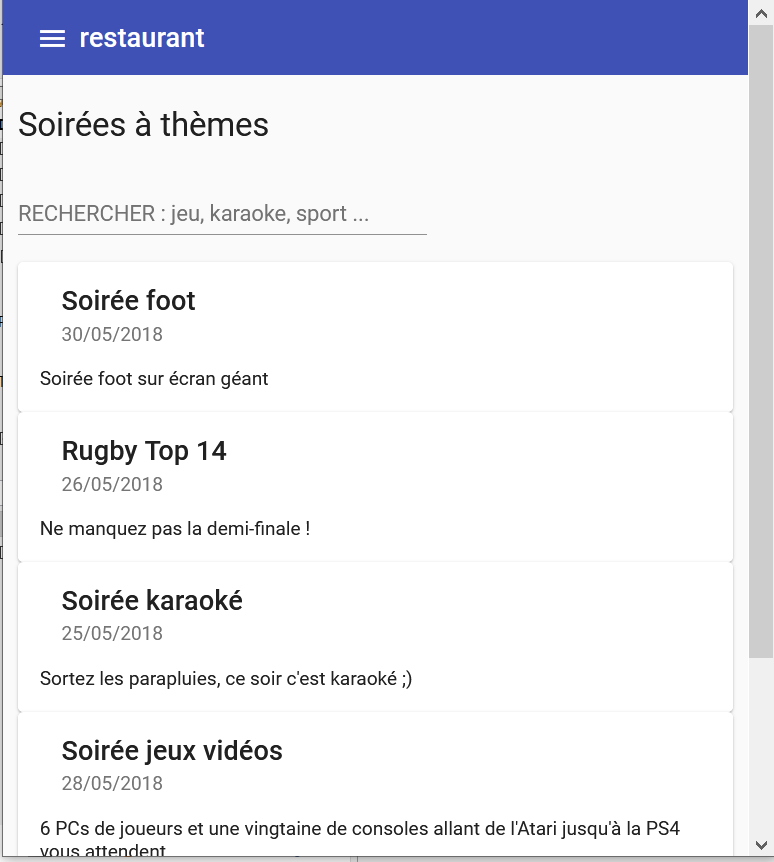 restaurant
Soirées à thèmes
RECHERCHER : jeu, karaoke, sport ...
Soirée foot
30/05/2018
Soirée foot sur écran géant
Rugby Top 14
26/05/2018
Ne manquez pas la demi-finale !
Soirée karaoké
25/05/2018
Sortez les parapluies, ce soir c'est karaoké ;)
Soirée jeux vidéos
28/05/2018
6 PCs de joueurs et une vingtaine de consoles allant de l'Atari jusqu'à la PS4
vous attendent